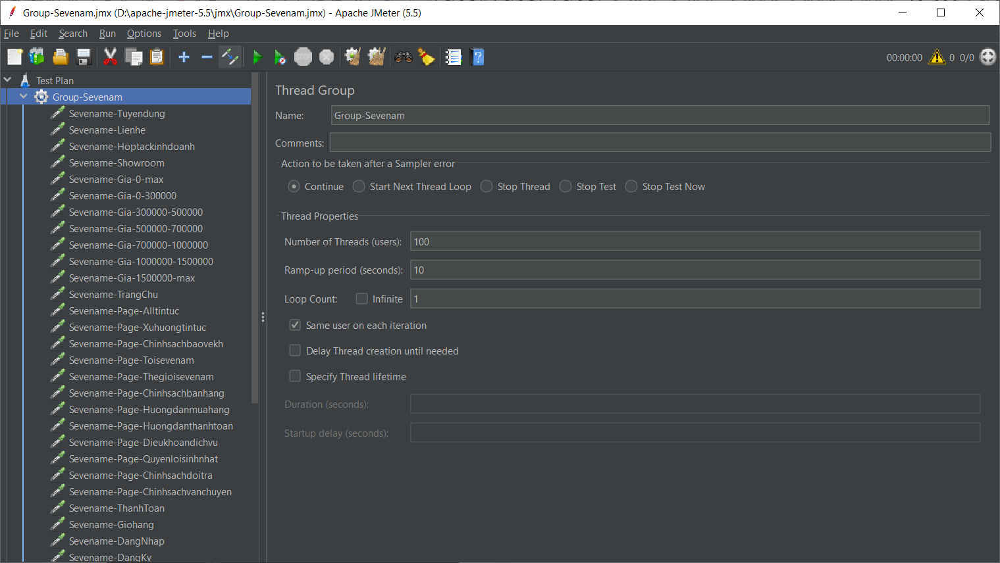 Group-Sevenam.jmx (D:\apache-jmeter-5.5\jmx\Group-Sevenam.jmx) - Apache JMeter (5.5)
File Edit Search Run Options Tools Help
STOP ? 00:00:00 ! 0 0/0
Test Plan
Group-Sevenam
Sevename-Tuyendung
Sevename-Lienhe
Sevename-Hoptackinhdoanh
Sevename-Showroom
Sevename-Gia-0-max
Sevename-Gia-0-300000
Sevename-Gia-300000-500000
Sevename-Gia-500000-700000
Sevename-Gia-700000-1000000
Sevename-Gia-1000000-1500000
Sevename-Gia-1500000-max
Sevename-TrangChu
Sevename-Page-Alltintuc
Sevename-Page-Xuhuongtintuc
Sevename-Page-Chinhsachbaovekh
Sevename-Page-Toisevenam
Sevename-Page-Thegioisevenam
Sevename-Page-Chinhsachbanhang
Sevename-Page-Huongdanmuahang
Sevename-Page-Huongdanthanhtoan
Sevename-Page-Dieukhoandichvu
Sevename-Page-Quyenloisinhnhat
Sevename-Page-Chinhsachdoitra
Sevename-Page-Chinhsachvanchuyen
Sevename-ThanhToan
Sevename-Giohang
Sevename-DangNhap
Sevename-DangKy
Thread Group
Name: Group-Sevenam
Comments:
Action to be taken after a Sampler error
Continue Start Next Thread Loop Stop Thread Stop Test Stop Test Now
Thread Properties
Number of Threads (users): 100
Ramp-up period (seconds): 10
Loop Count: Infinite 1
Same user on each iteration
Delay Thread creation until needed
Specify Thread lifetime
Duration (seconds):
Startup delay (seconds):